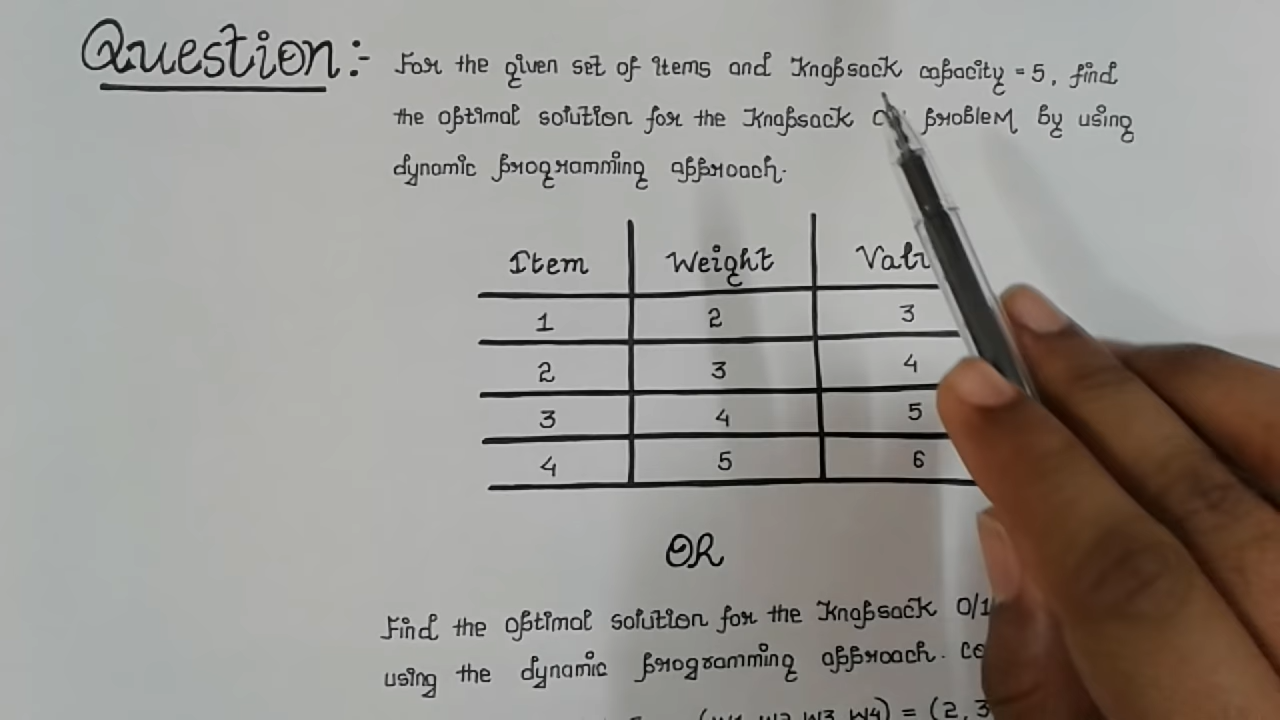 Question:-
For the given set of items and Knapsack capacity = 5, find
the optimal solution for the Knapsack problem by using
dynamic programming approach.
Item Weight
1 2 3
2 3 4
3 4 5
4 5 6
OR
Find the optimal solution for the Knapsack 0/1
using the dynamic programming approach.
= (2, 3